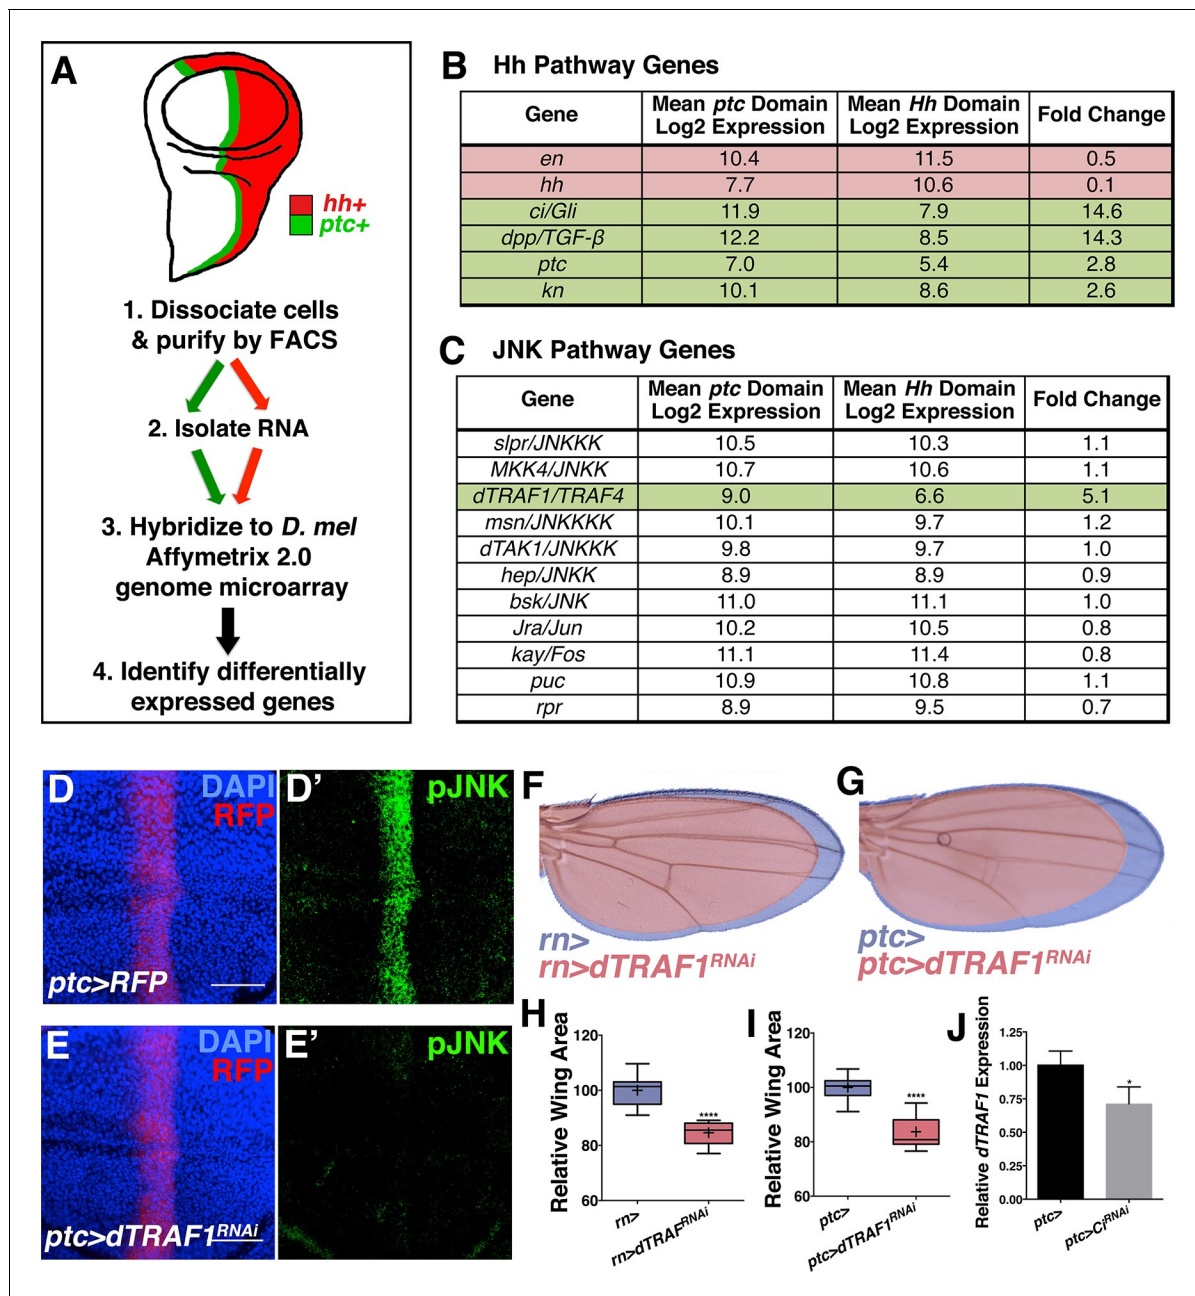 A
hh+
ptc+
1. Dissociate cells
& purify by FACS
2. Isolate RNA
3. Hybridize to D. mel
Affymetrix 2.0
genome microarray
4. Identify differentially
expressed genes
B Hh Pathway Genes
Gene Mean ptc Domain Log2 Expression Mean Hh Domain Log2 Expression Fold Change
en 10.4 11.5 0.5
hh 7.7 10.6 0.1
ci/Gli 11.9 7.9 14.6
dpp/TGF-β 12.2 8.5 14.3
ptc 7.0 5.4 2.8
kn 10.1 8.6 2.6
C JNK Pathway Genes
Gene Mean ptc Domain Log2 Expression Mean Hh Domain Log2 Expression Fold Change
slpr/JNKKK 10.5 10.3 1.1
MKK4/JNKK 10.7 10.6 1.1
dTRAF1/TRAF4 9.0 6.6 5.1
msn/JNKKKK 10.1 9.7 1.2
dTAK1/JNKKK 9.8 9.7 1.0
hep/JNKK 8.9 8.9 0.9
bsk/JNK 11.0 11.1 1.0
Jra/Jun 10.2 10.5 0.8
kay/Fos 11.1 11.4 0.8
puc 10.9 10.8 1.1
rpr 8.9 9.5 0.7
D DAPI
RFP
ptc>RFP
D' pJNK
E DAPI
RFP
ptc>dTRAF1RNAi
E' pJNK
F
rn>
rn>dTRAF1RNAi
G
ptc>
ptc>dTRAF1RNAi
H
Relative Wing Area
120
100
80
60
****
rn>
rn>dTRAFRNAi
I
Relative Wing Area
120
100
80
60
****
ptc>
ptc>dTRAF1RNAi
J
Relative dTRAF1 Expression
1.25
1.00
0.75
0.50
0.25
0.00
*
ptc>
ptc>CiRNAi